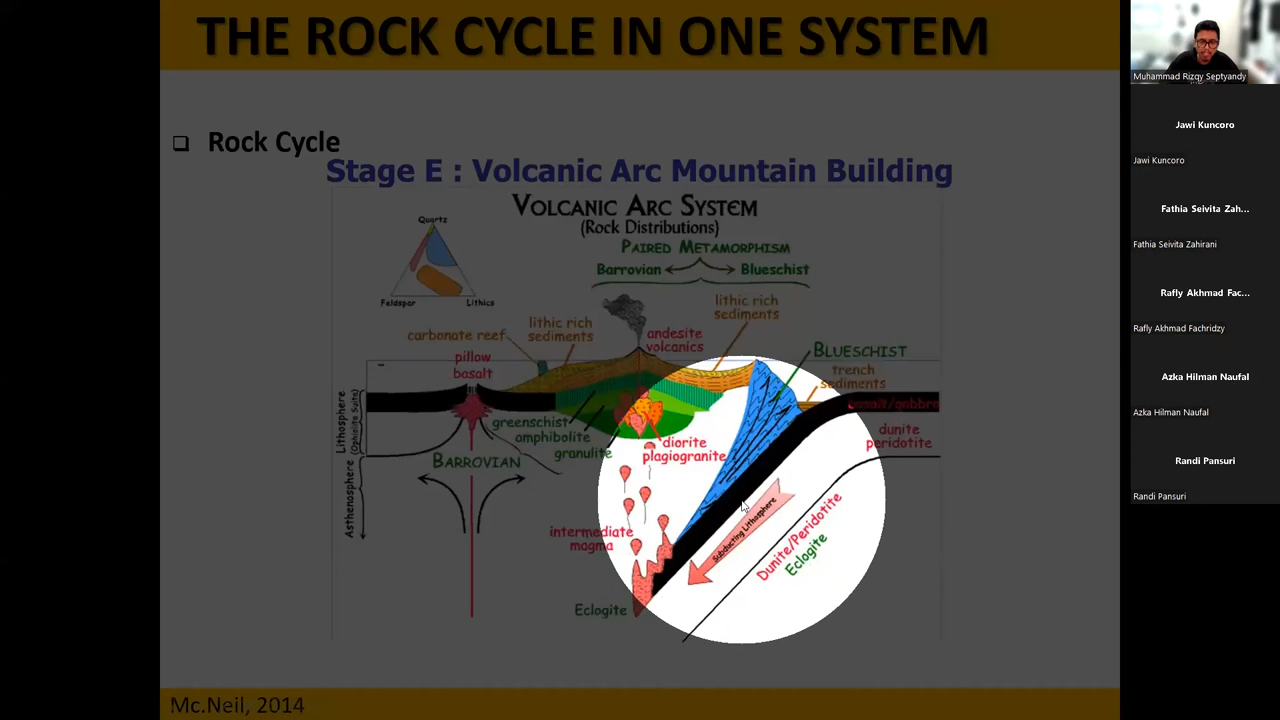 THE ROCK CYCLE IN ONE SYSTEM
Rock Cycle
Stage E : Volcanic Arc Mountain Building
VOLCANIC ARC SYSTEM
(Rock Distributions)
PAIRED METAMORPHISM
Barrovian
Blueschist
Quartz
Feldspar
Lithics
carbonate reef
lithic rich
sediments
andesite
volcanics
lithic rich
sediments
pillow
basalt
BLUESCHIST
trench
sediments
basalt/gabbro
dunite
peridotite
Lithosphere
(Ophiolite Suite)
Asthenosphere
greenschist
amphibolite
granulite
BARROVIAN
diorite
plagiogranite
intermediate
magma
Subducting Lithosphere
Dunite/Peridotite
Eclogite
Eclogite
Mc.Neil, 2014
Muhammad Rizqy Septyandy
Jawi Kuncoro
Jawi Kuncoro
Fathia Seivita Zah...
Fathia Seivita Zahirani
Rafly Akhmad Fac...
Rafly Akhmad Fachridzy
Azka Hilman Naufal
Azka Hilman Naufal
Randi Pansuri
Randi Pansuri